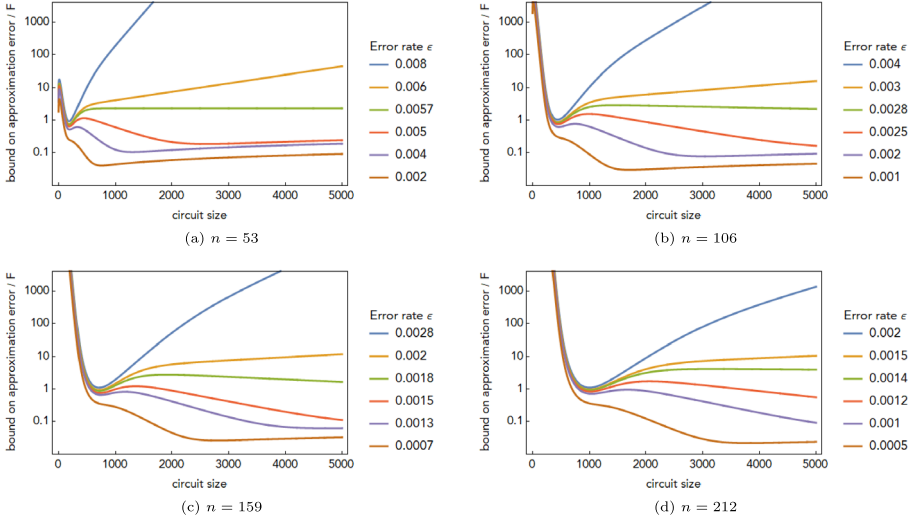 bound on approximation error / F
1000
100
10
1
0.1
0 1000 2000 3000 4000 5000
circuit size
Error rate ϵ
0.008
0.006
0.0057
0.005
0.004
0.002
(a) n = 53
bound on approximation error / F
1000
100
10
1
0.1
0 1000 2000 3000 4000 5000
circuit size
Error rate ϵ
0.004
0.003
0.0028
0.0025
0.002
0.001
(b) n = 106
bound on approximation error / F
1000
100
10
1
0.1
0 1000 2000 3000 4000 5000
circuit size
Error rate ϵ
0.0028
0.002
0.0018
0.0015
0.0013
0.0007
(c) n = 159
bound on approximation error / F
1000
100
10
1
0.1
0 1000 2000 3000 4000 5000
circuit size
Error rate ϵ
0.002
0.0015
0.0014
0.0012
0.001
0.0005
(d) n = 212